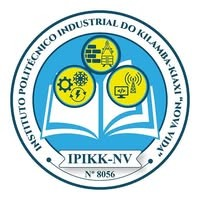 INSTITUTO POLITÉCNICO INDUSTRIAL DO KILAMBA-KIAXI "NOVA VIDA"
IPIKK-NV
Nº 8056